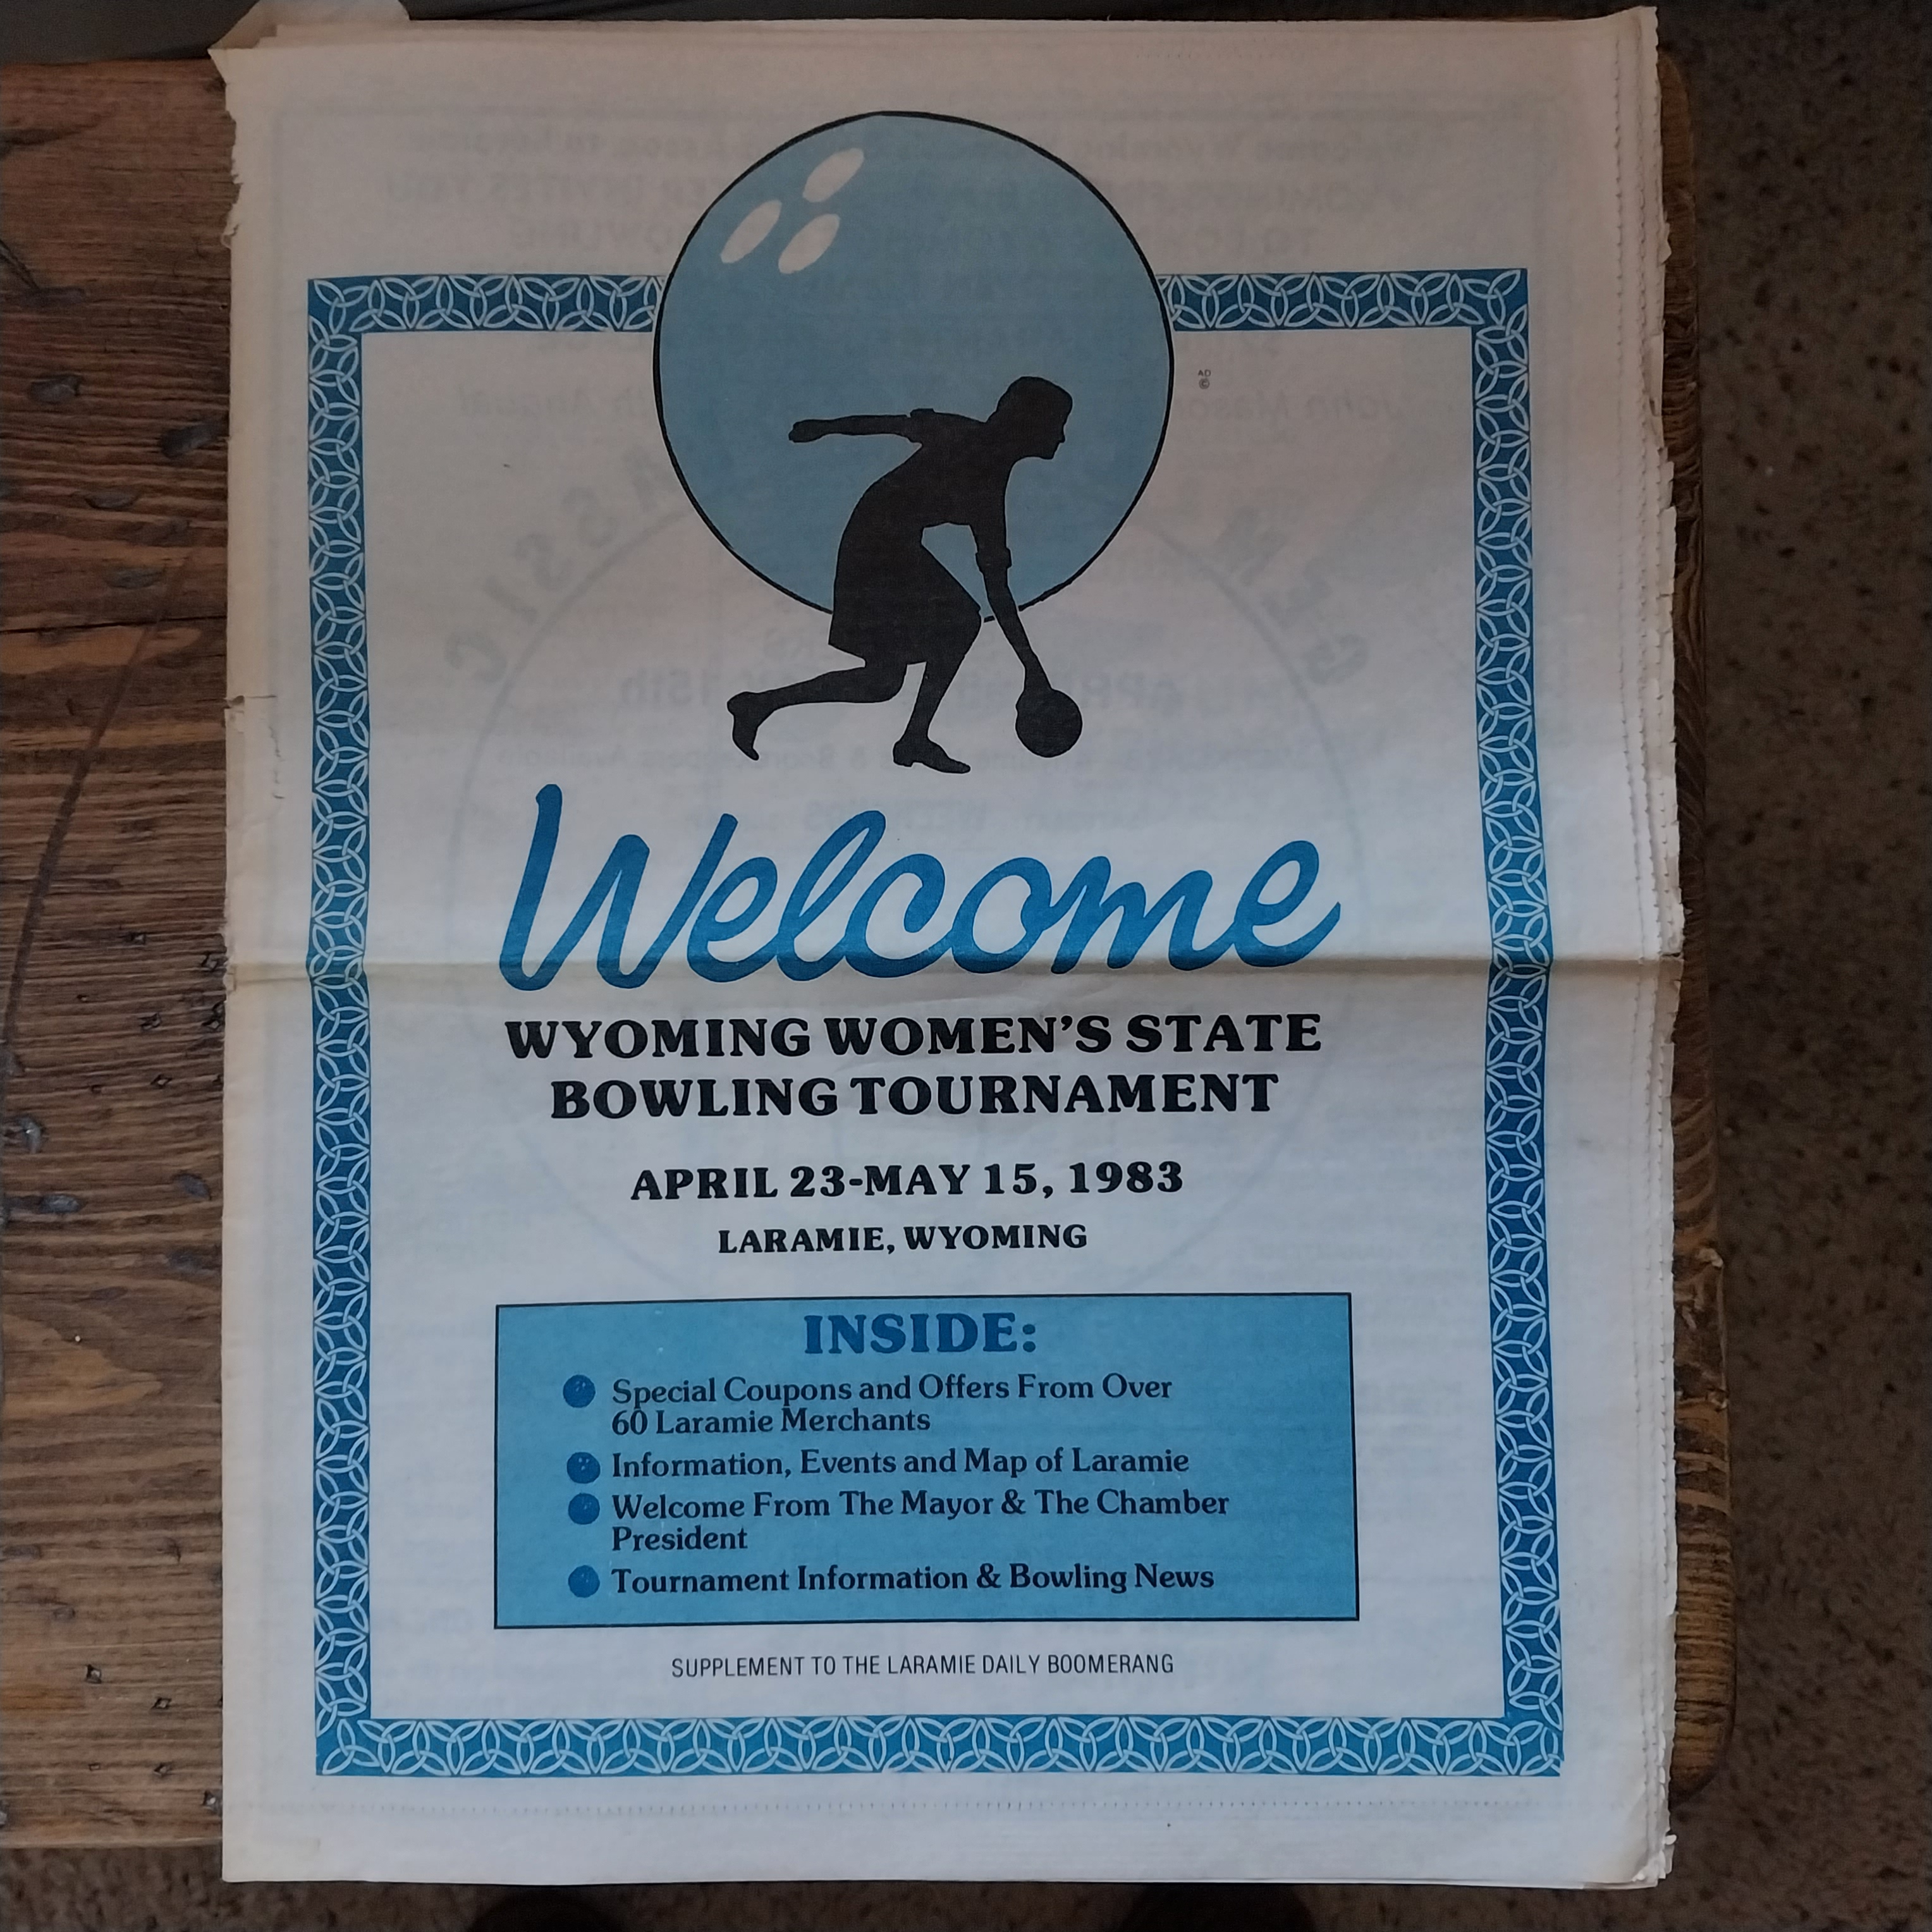 AD
©
Welcome
WYOMING WOMEN'S STATE
BOWLING TOURNAMENT
APRIL 23-MAY 15, 1983
LARAMIE, WYOMING
INSIDE:
Special Coupons and Offers From Over
60 Laramie Merchants
Information, Events and Map of Laramie
Welcome From The Mayor & The Chamber
President
Tournament Information & Bowling News
SUPPLEMENT TO THE LARAMIE DAILY BOOMERANG